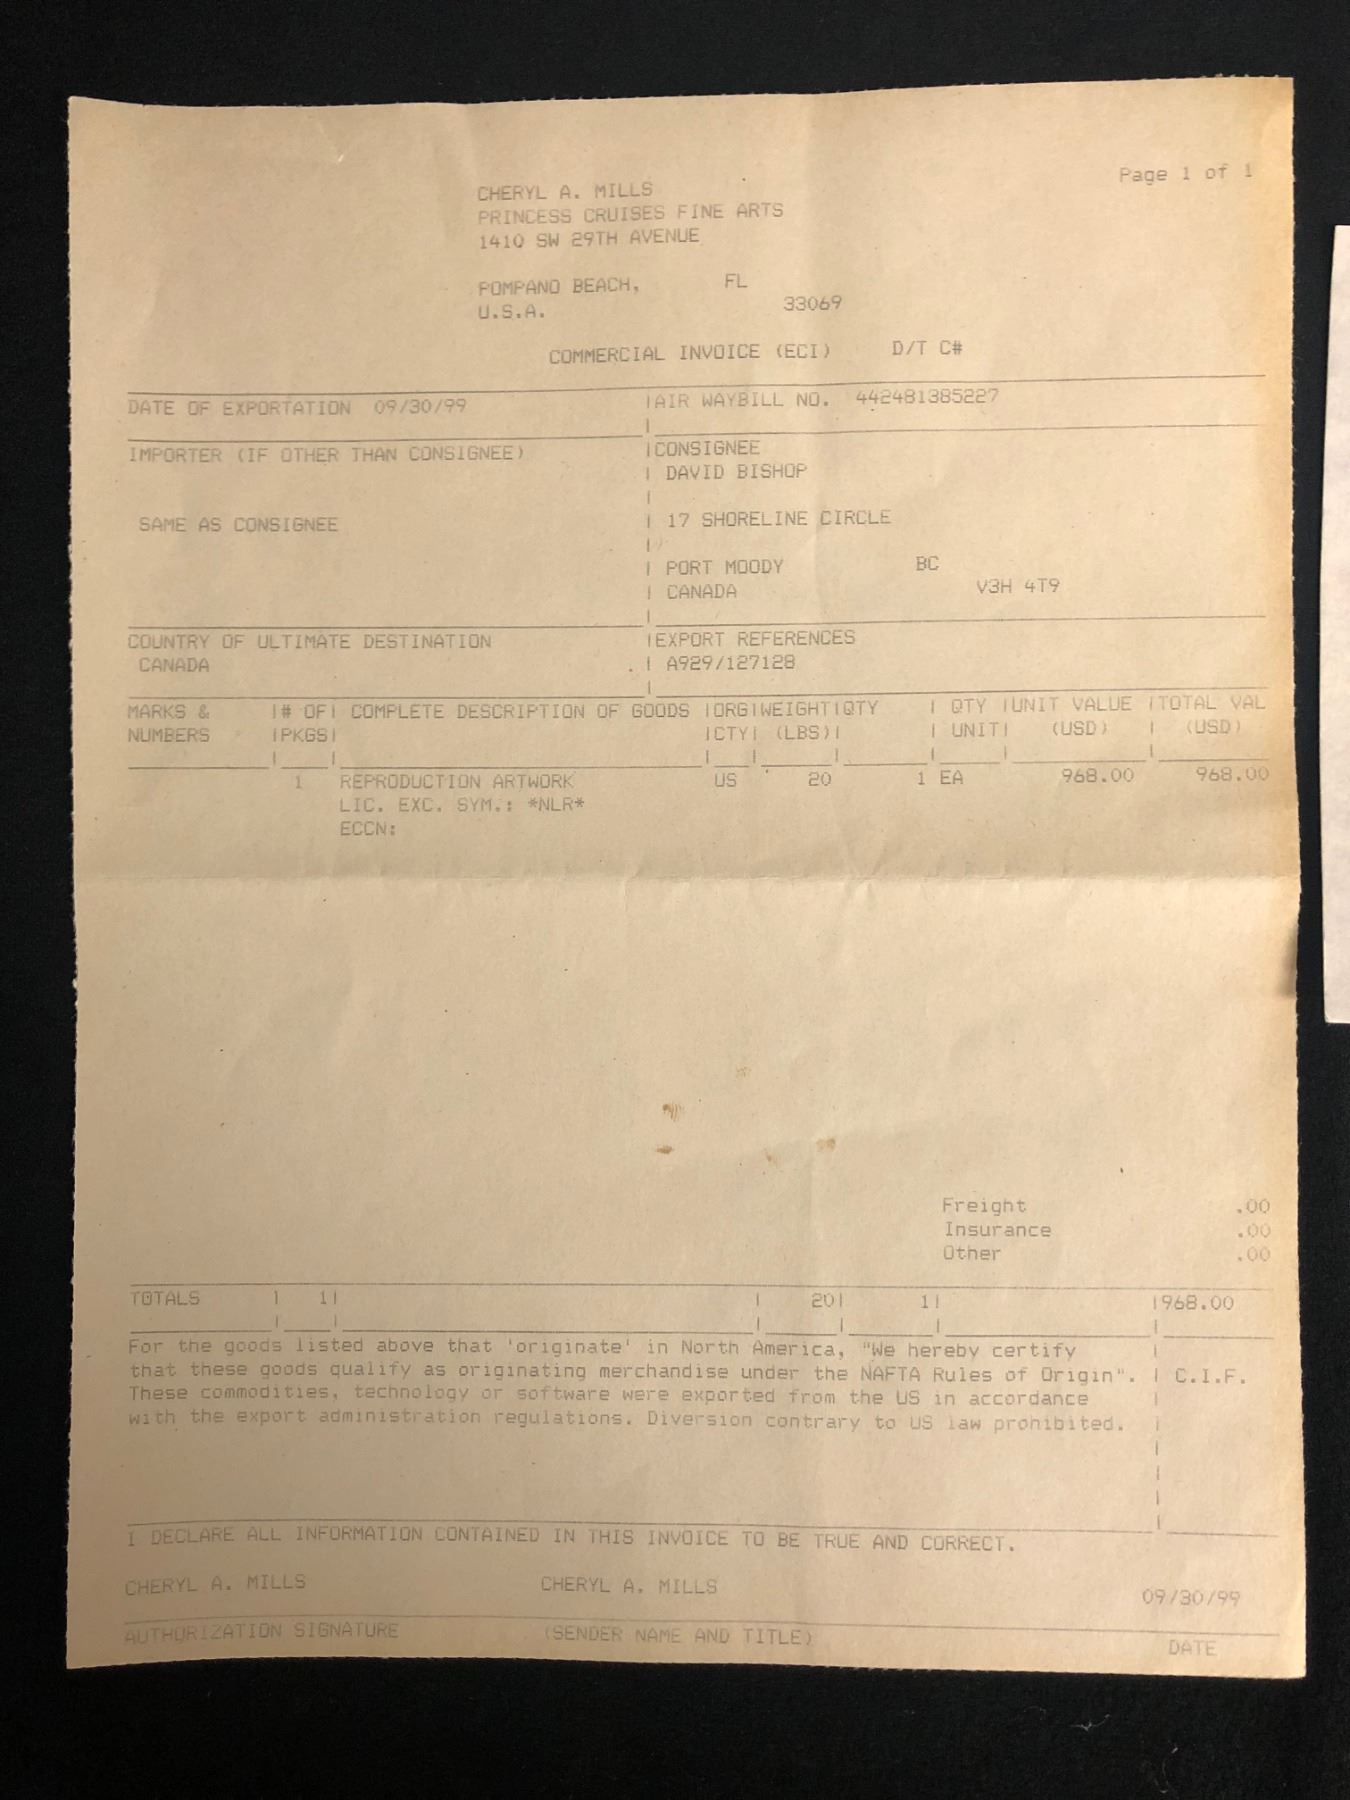 Page 1 of 1
CHERYL A. MILLS
PRINCESS CRUISES FINE ARTS
1410 SW 29TH AVENUE
POMPANO BEACH, FL
U.S.A. 33069
COMMERCIAL INVOICE (ECI) D/T C#
DATE OF EXPORTATION 09/30/99 |AIR WAYBILL NO. 442481385227
IMPORTER (IF OTHER THAN CONSIGNEE) |CONSIGNEE
| DAVID BISHOP
SAME AS CONSIGNEE | 17 SHORELINE CIRCLE
| PORT MOODY BC
| CANADA V3H 4T9
COUNTRY OF ULTIMATE DESTINATION |EXPORT REFERENCES
CANADA | A929/127128
MARKS & |# OF| COMPLETE DESCRIPTION OF GOODS |ORG|WEIGHT|QTY | QTY |UNIT VALUE |TOTAL VAL
NUMBERS |PKGS| |CTY| (LBS)| | UNIT| (USD) | (USD)
1 REPRODUCTION ARTWORK US 20 1 EA 968.00 968.00
LIC. EXC. SYM.: *NLR*
ECCN:
Freight .00
Insurance .00
Other .00
TOTALS | 1| | 20| 1| |968.00
For the goods listed above that 'originate' in North America, "We hereby certify
that these goods qualify as originating merchandise under the NAFTA Rules of Origin". | C.I.F.
These commodities, technology or software were exported from the US in accordance
with the export administration regulations. Diversion contrary to US law prohibited.
I DECLARE ALL INFORMATION CONTAINED IN THIS INVOICE TO BE TRUE AND CORRECT.
CHERYL A. MILLS CHERYL A. MILLS 09/30/99
AUTHORIZATION SIGNATURE (SENDER NAME AND TITLE) DATE